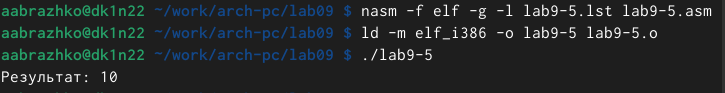 aabrazhko@dk1n22 ~/work/arch-pc/lab09 $ nasm -f elf -g -l lab9-5.lst lab9-5.asm
aabrazhko@dk1n22 ~/work/arch-pc/lab09 $ ld -m elf_i386 -o lab9-5 lab9-5.o
aabrazhko@dk1n22 ~/work/arch-pc/lab09 $ ./lab9-5
Результат: 10